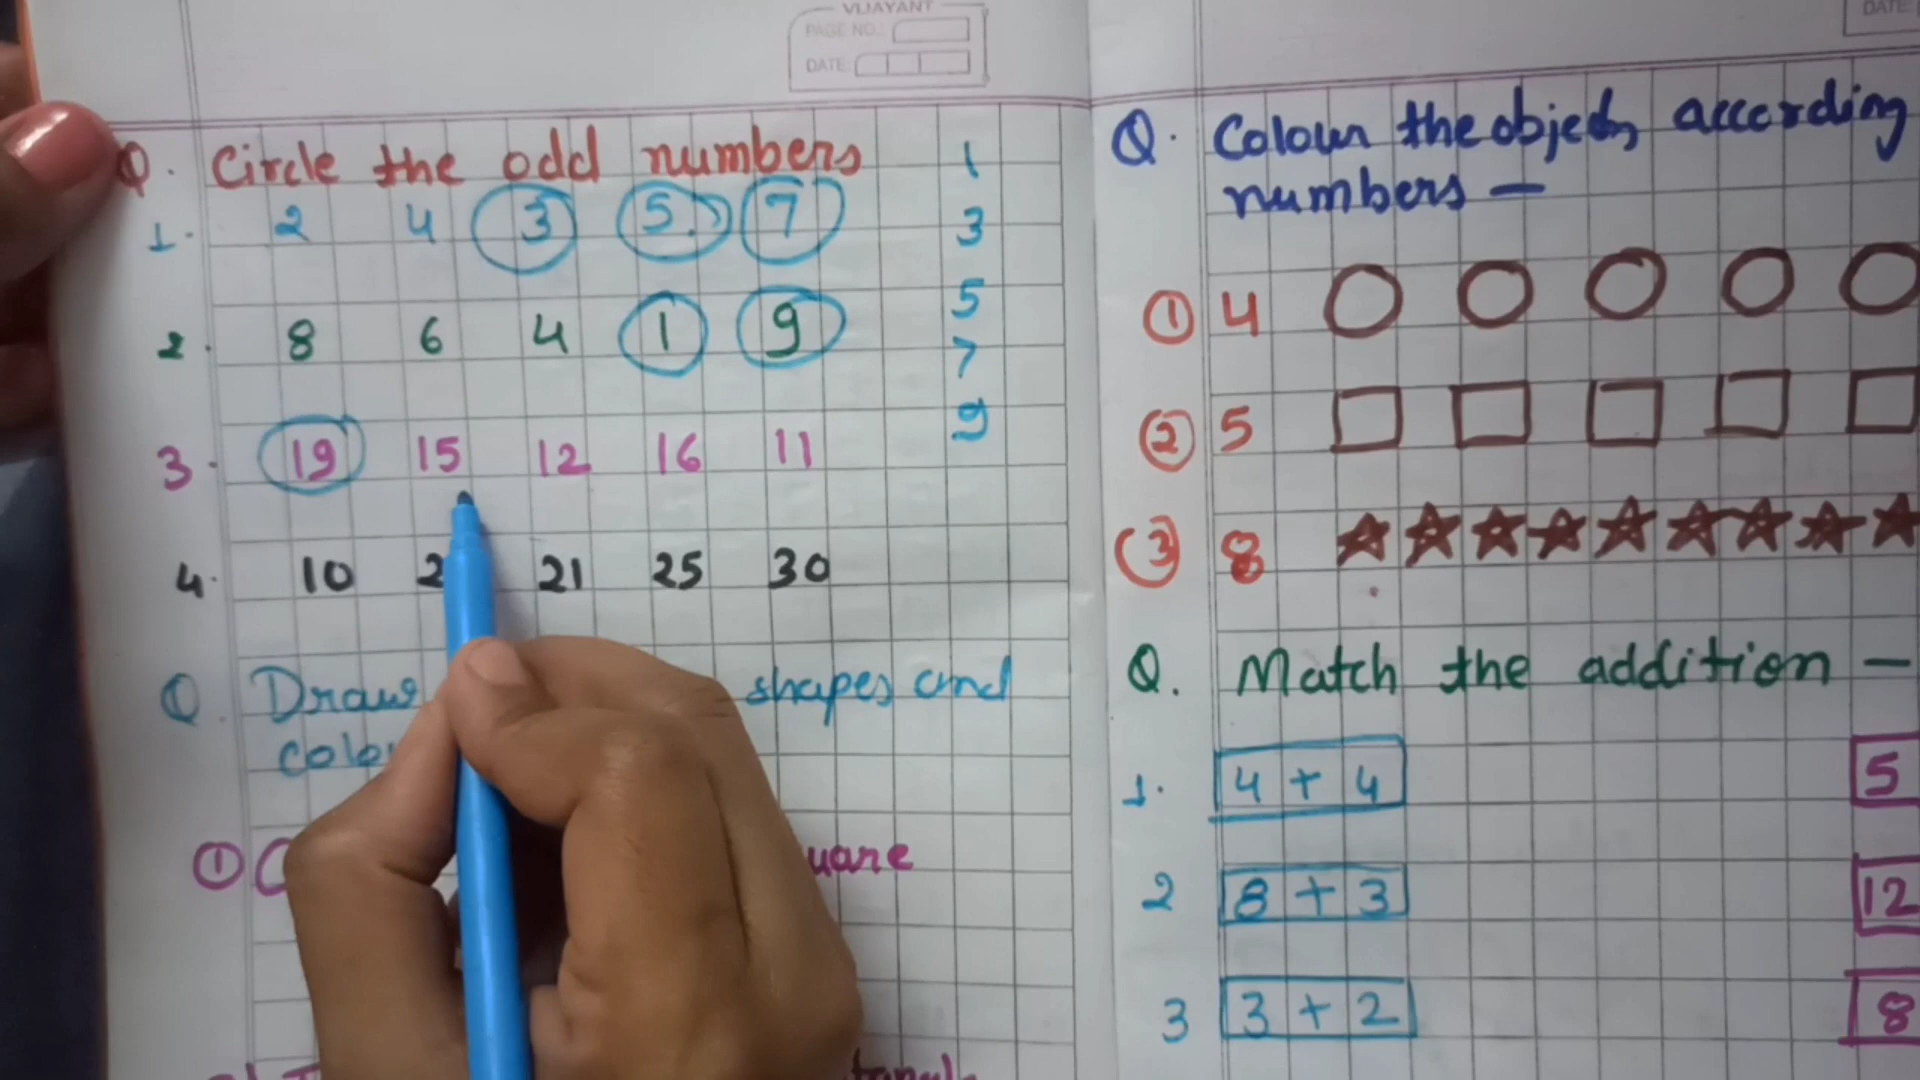 VIJAYANT
PAGE NO.:
DATE:
Q. Circle the odd numbers
1. 2 4 3 5 7
2. 8 6 4 1 9
3. 19 15 12 16 11
4. 10 2 21 25 30
1
3
5
7
9
Q. Draw shapes and
colo
① uare
DATE
Q. Colour the objects according
numbers —
① 4
② 5
③ 8
Q. Match the addition —
1. 4 + 4 5
2 8 + 3 12
3 3 + 2 8